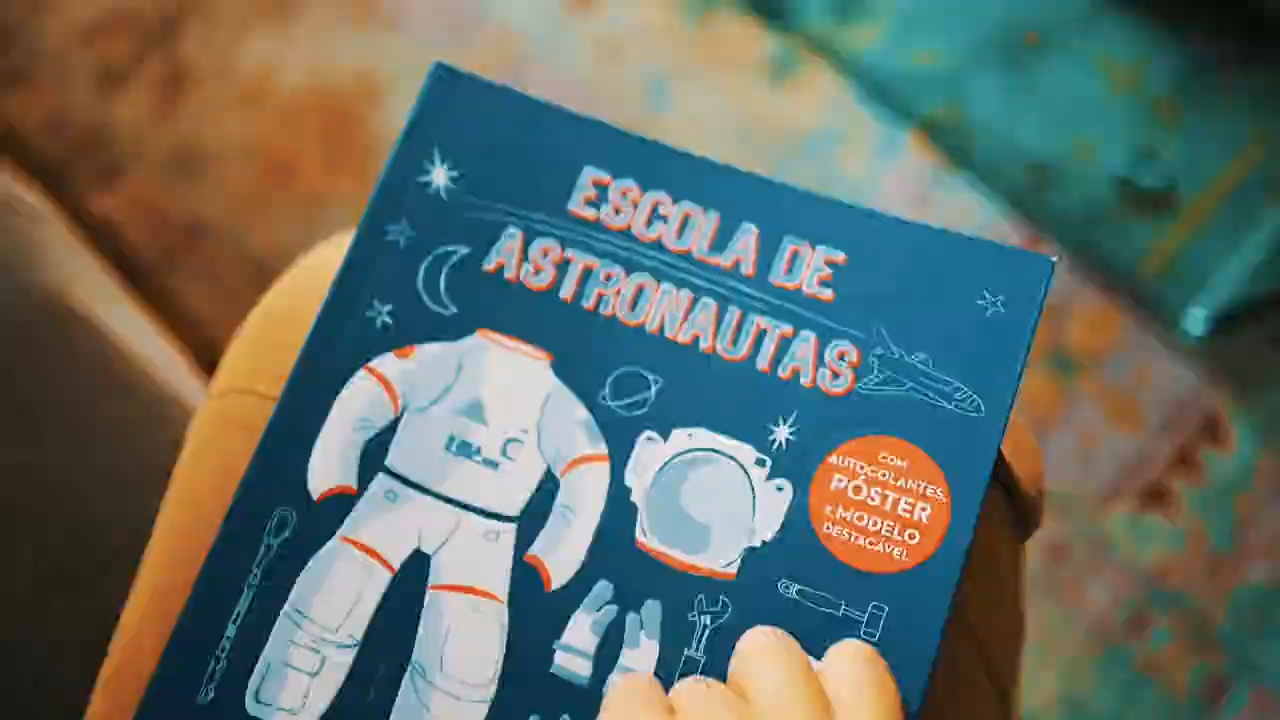 ESCOLA DE
ASTRONAUTAS
COM
AUTOCOLANTES,
PÓSTER
E MODELO
DESTACÁVEL